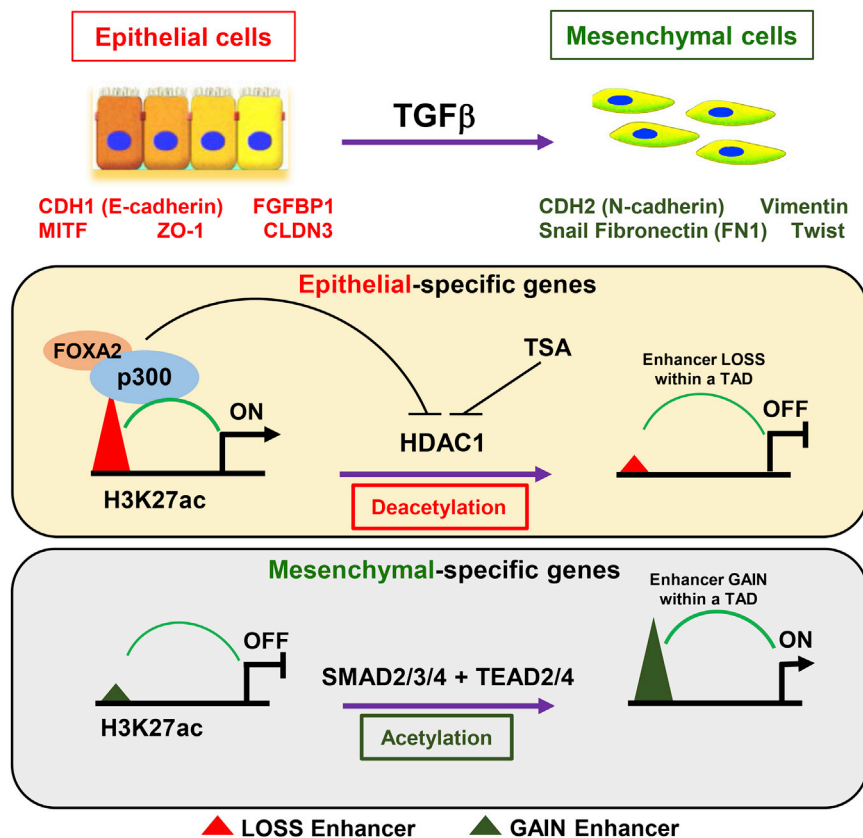 Epithelial cells
Mesenchymal cells
TGFβ
CDH1 (E-cadherin) FGFBP1
MITF ZO-1 CLDN3
CDH2 (N-cadherin) Vimentin
Snail Fibronectin (FN1) Twist
Epithelial-specific genes
FOXA2
p300
ON
H3K27ac
TSA
HDAC1
Deacetylation
Enhancer LOSS
within a TAD
OFF
Mesenchymal-specific genes
OFF
H3K27ac
SMAD2/3/4 + TEAD2/4
Acetylation
Enhancer GAIN
within a TAD
ON
LOSS Enhancer
GAIN Enhancer